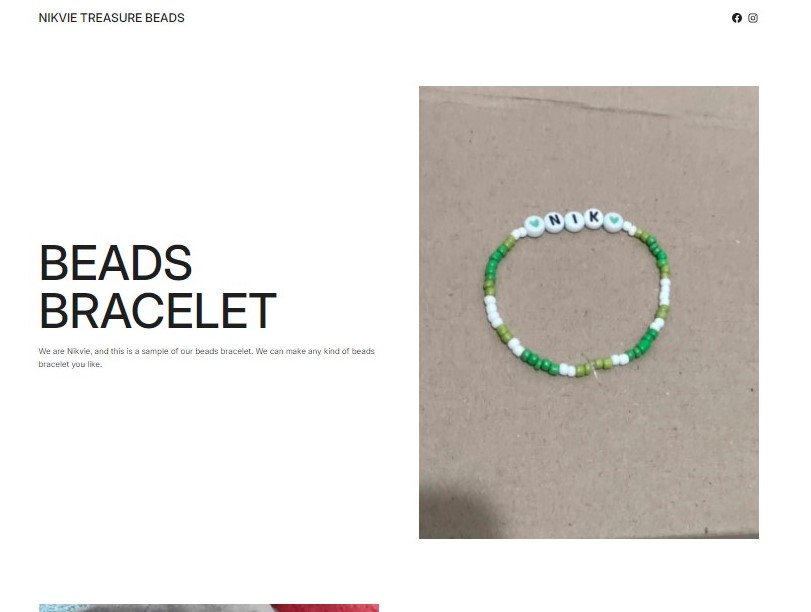 NIKVIE TREASURE BEADS
BEADS
BRACELET
We are Nikvie, and this is a sample of our beads bracelet. We can make any kind of beads
bracelet you like.
NIK